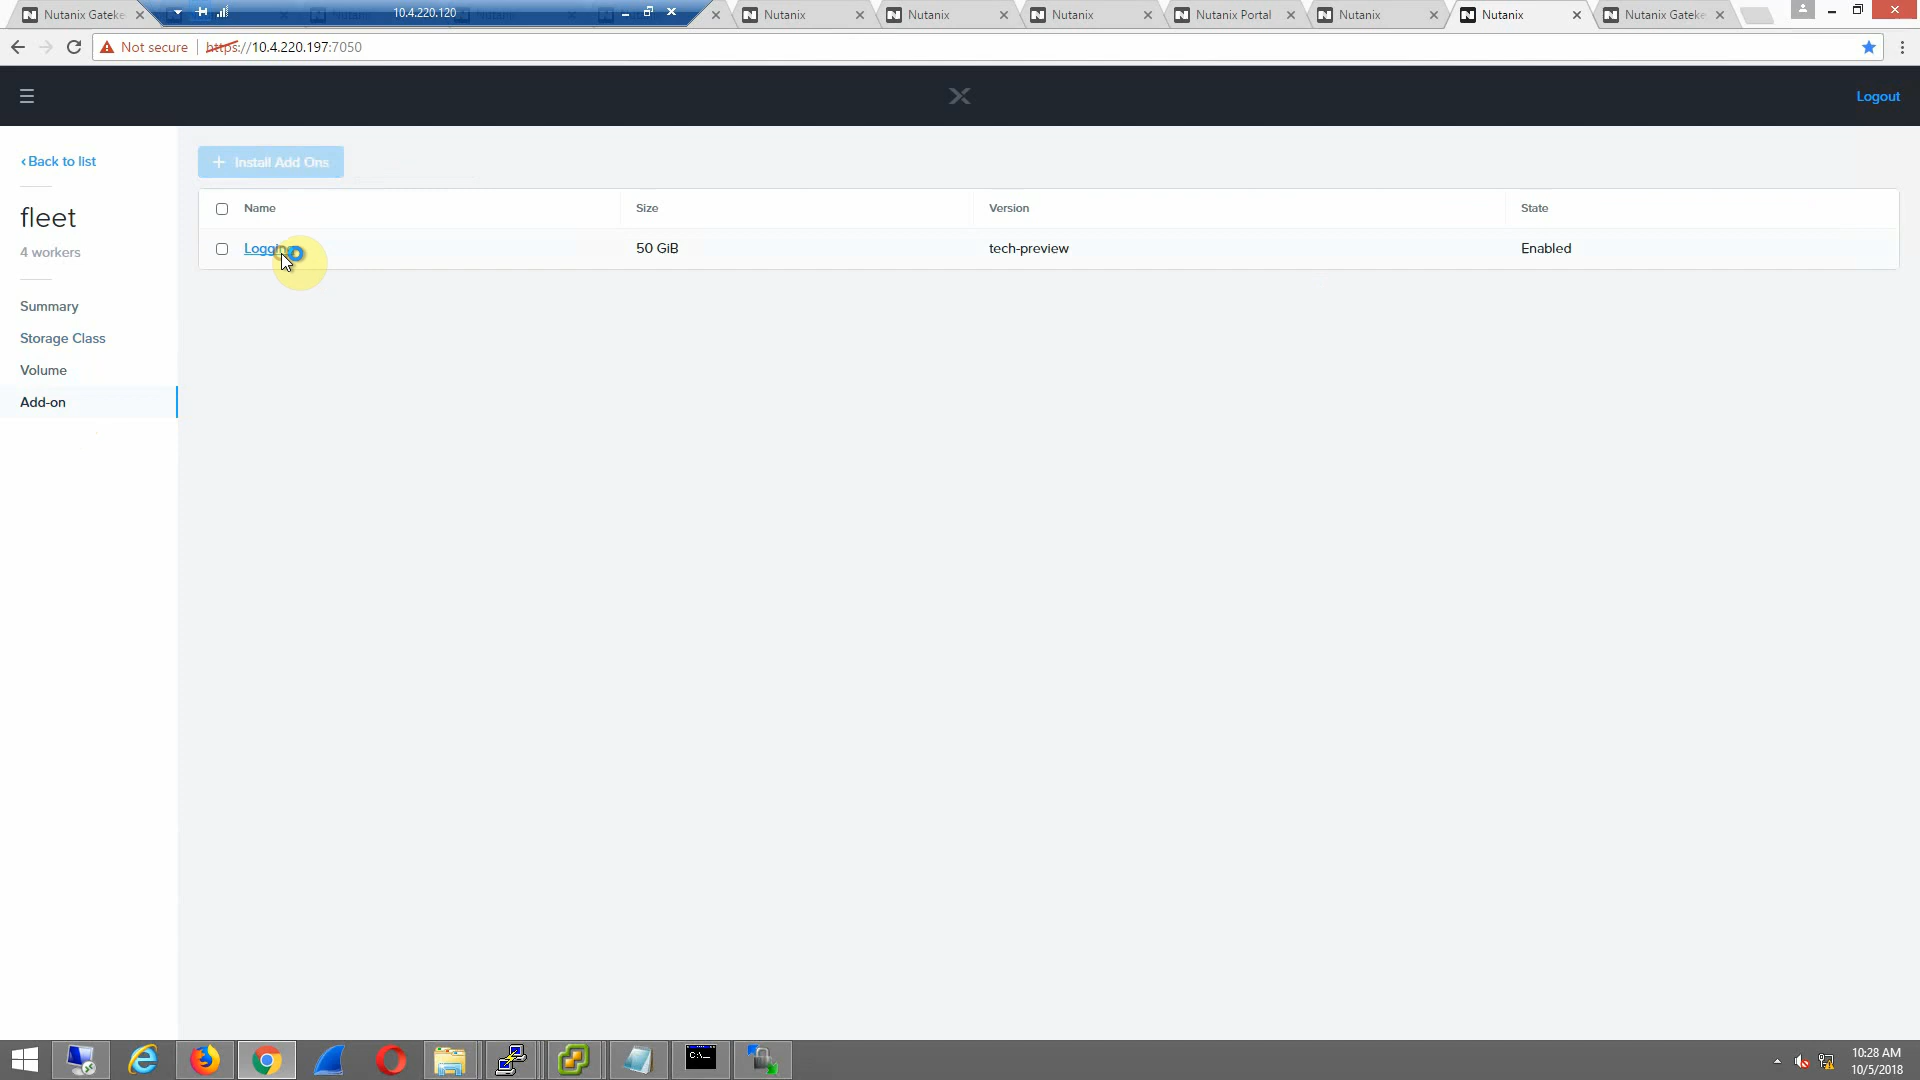 Nutanix Gateke
10.4.220.120
Nutanix
Nutanix
Nutanix
Nutanix Portal
Nutanix
Nutanix
Nutanix Gateke
Not secure
https://10.4.220.197:7050
Logout
‹Back to list
fleet
4 workers
Summary
Storage Class
Volume
Add-on
+ Install Add Ons
Name
Size
Version
State
Logging
50 GiB
tech-preview
Enabled
C:\_
10:28 AM
10/5/2018